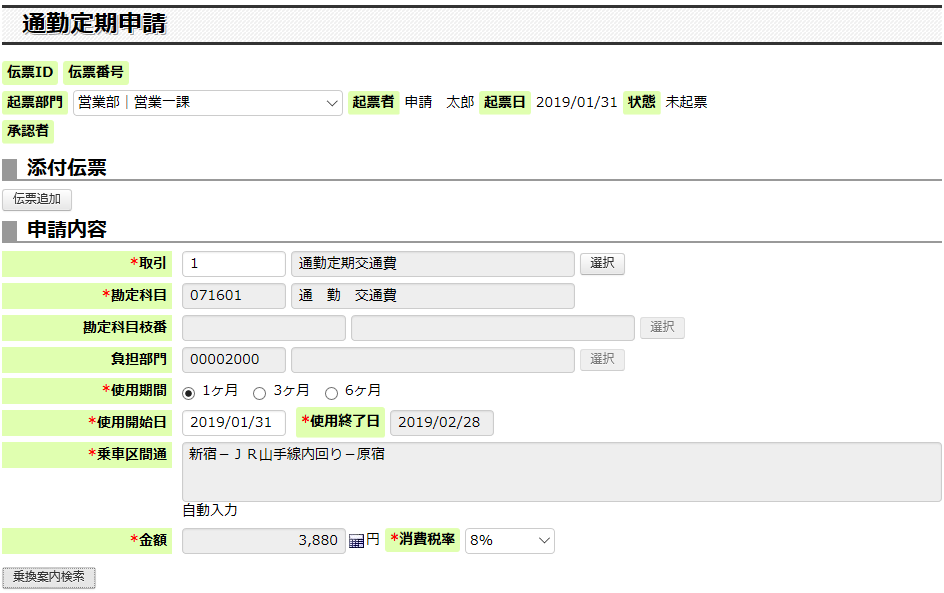 通勤定期申請
伝票ID 伝票番号
起票部門 営業部｜営業一課 起票者 申請　太郎 起票日 2019/01/31 状態 未起票
承認者
添付伝票
伝票追加
申請内容
*取引 1 通勤定期交通費 選択
*勘定科目 071601 通　勤　交通費
勘定科目枝番 選択
負担部門 00002000 選択
*使用期間 1ヶ月 3ヶ月 6ヶ月
*使用開始日 2019/01/31 *使用終了日 2019/02/28
*乗車区間通 新宿－ＪＲ山手線内回り－原宿
自動入力
*金額 3,880 円 *消費税率 8%
乗換案内検索